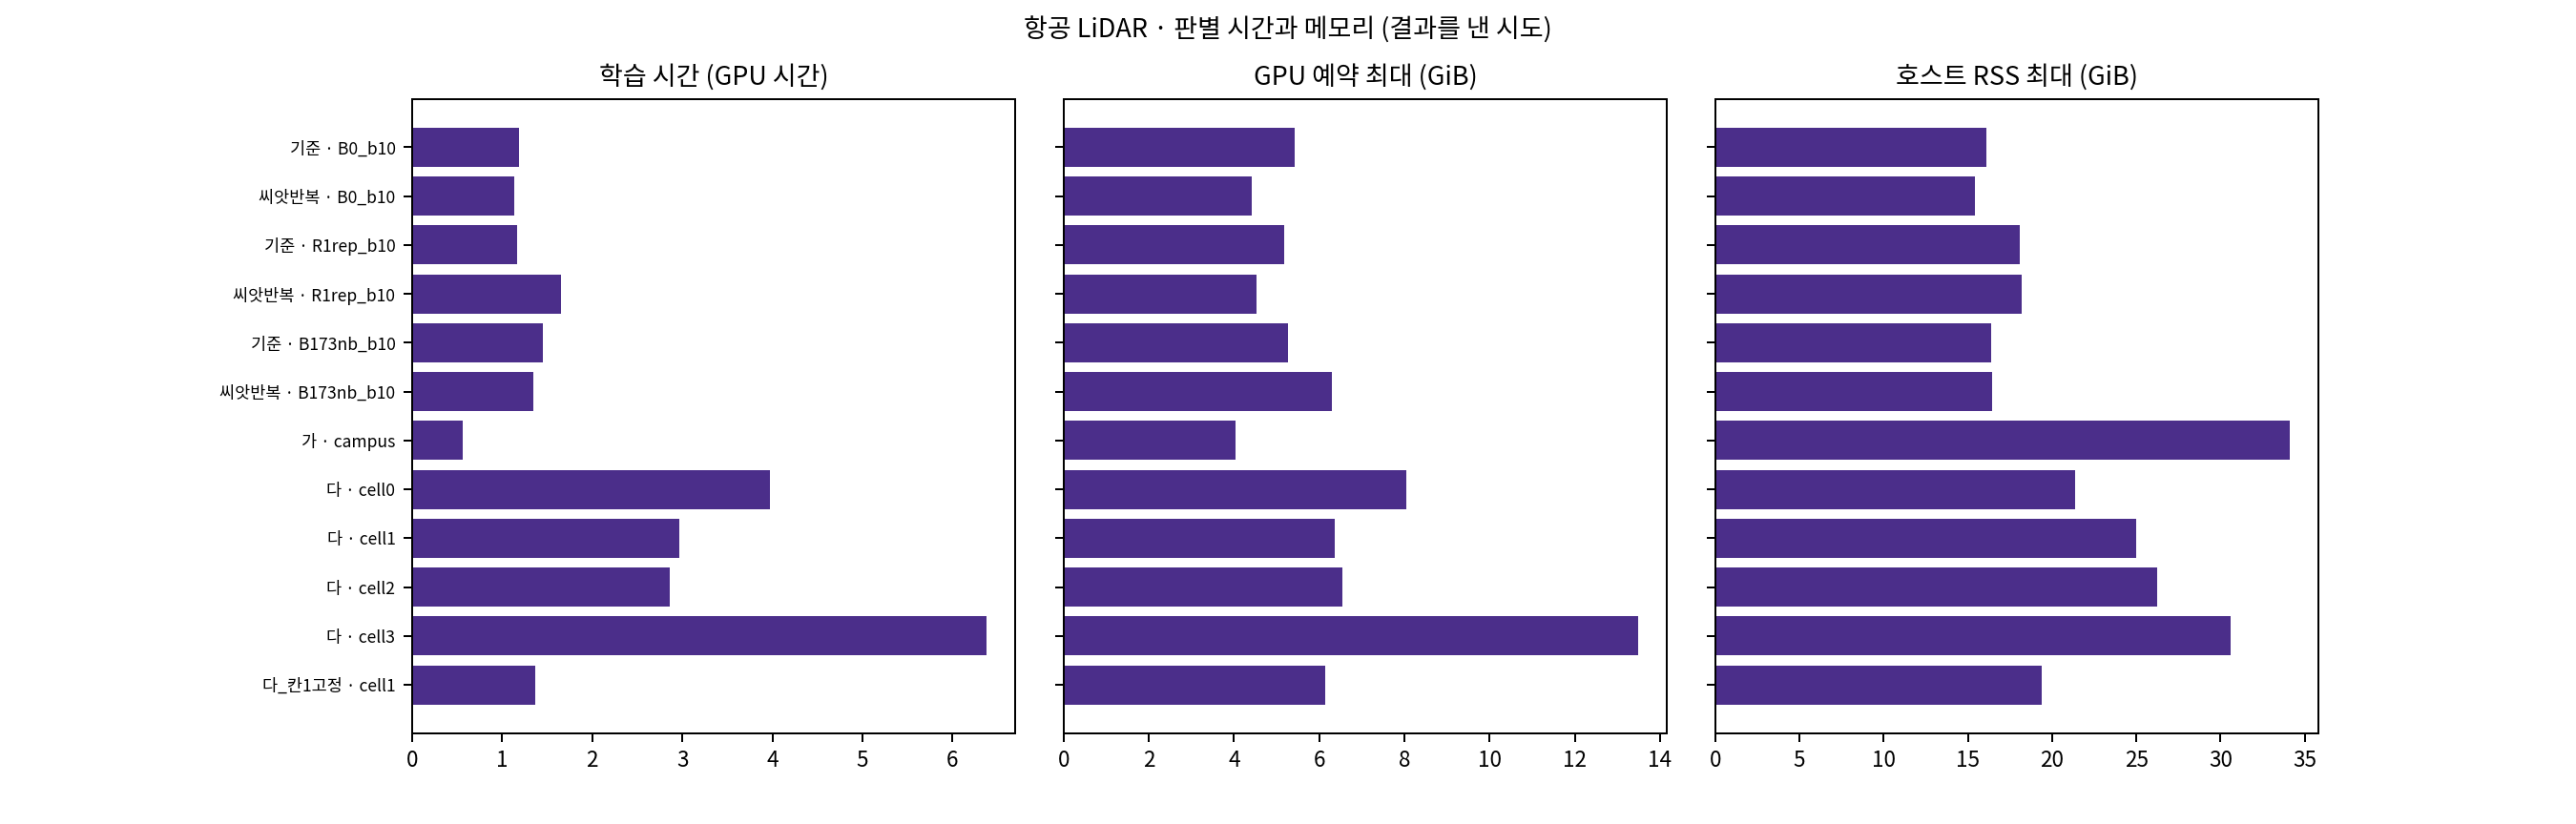 항공 LiDAR · 판별 시간과 메모리 (결과를 낸 시도)
학습 시간 (GPU 시간)
GPU 예약 최대 (GiB)
호스트 RSS 최대 (GiB)
기준 · B0_b10
씨앗반복 · B0_b10
기준 · R1rep_b10
씨앗반복 · R1rep_b10
기준 · B173nb_b10
씨앗반복 · B173nb_b10
가 · campus
다 · cell0
다 · cell1
다 · cell2
다 · cell3
다_칸1고정 · cell1
0 1 2 3 4 5 6
0 2 4 6 8 10 12 14
0 5 10 15 20 25 30 35